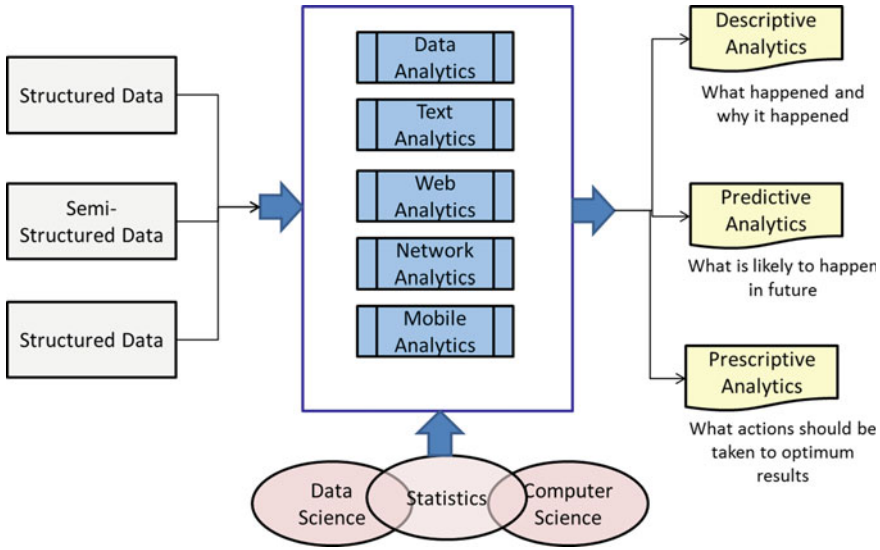 Structured Data
Semi-
Structured Data
Structured Data
Data
Analytics
Text
Analytics
Web
Analytics
Network
Analytics
Mobile
Analytics
Data
Science
Statistics
Computer
Science
Descriptive
Analytics
What happened and
why it happened
Predictive
Analytics
What is likely to happen
in future
Prescriptive
Analytics
What actions should be
taken to optimum
results